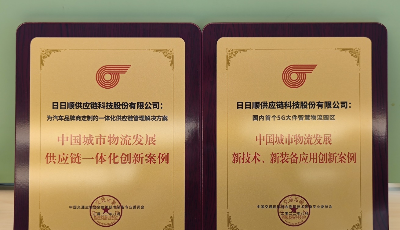 日日顺供应链科技股份有限公司：
为汽车品牌商定制的一体化供应链管理解决方案
中国城市物流发展
供应链一体化创新案例
日日顺供应链科技股份有限公司：
国内首个5G大件智慧物流园区
中国城市物流发展
新技术、新装备应用创新案例